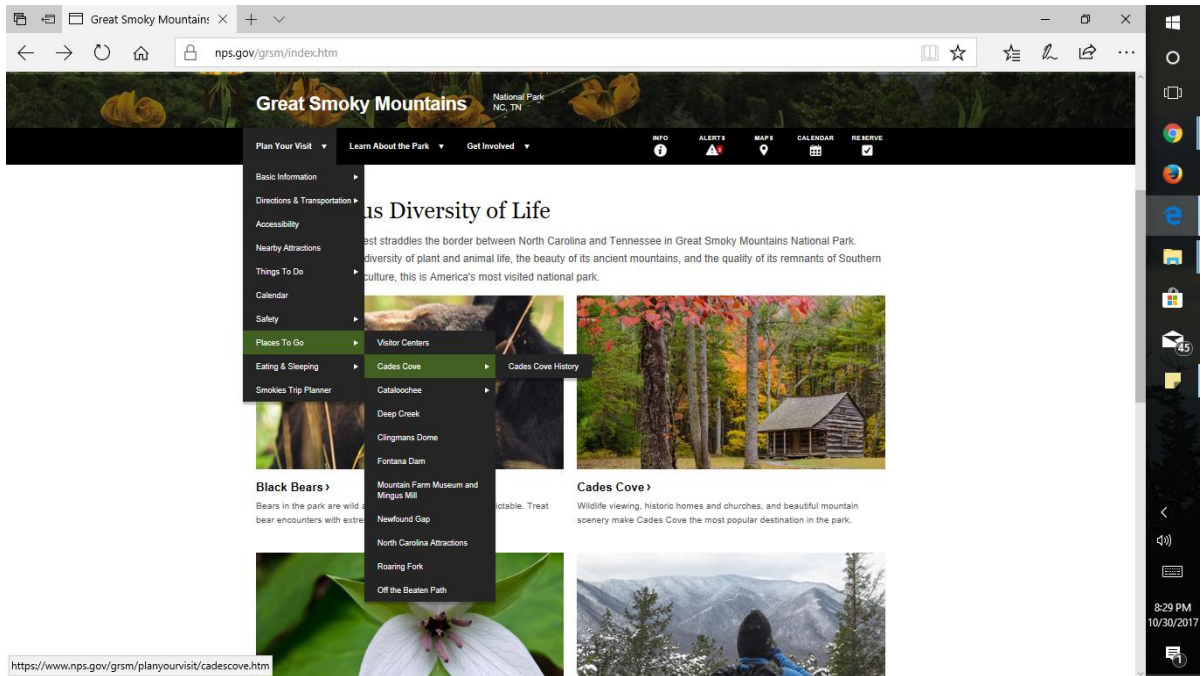 Great Smoky Mountains
nps.gov/grsm/index.htm
Great Smoky Mountains
National Park
NC, TN
Plan Your Visit
Learn About the Park
Get Involved
INFO
ALERTS
3
MAPS
CALENDAR
RESERVE
Basic Information
Directions & Transportation
Accessibility
Nearby Attractions
Things To Do
Calendar
Safety
Places To Go
Eating & Sleeping
Smokies Trip Planner
Visitor Centers
Cades Cove
Cataloochee
Deep Creek
Clingmans Dome
Fontana Dam
Mountain Farm Museum and
Mingus Mill
Newfound Gap
North Carolina Attractions
Roaring Fork
Off the Beaten Path
Cades Cove History
us Diversity of Life
est straddles the border between North Carolina and Tennessee in Great Smoky Mountains National Park.
diversity of plant and animal life, the beauty of its ancient mountains, and the quality of its remnants of Southern
culture, this is America's most visited national park.
Black Bears ›
Bears in the park are wild a
ictable. Treat
bear encounters with extre
Cades Cove ›
Wildlife viewing, historic homes and churches, and beautiful mountain
scenery make Cades Cove the most popular destination in the park.
https://www.nps.gov/grsm/planyourvisit/cadescove.htm
45
8:29 PM
10/30/2017
1